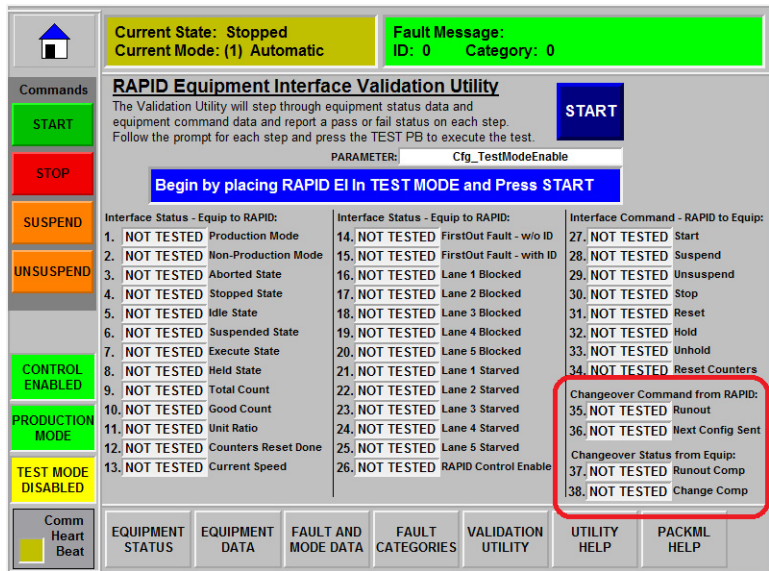 Current State: Stopped
Current Mode: (1) Automatic
Fault Message:
ID: 0 Category: 0
Commands
START
STOP
SUSPEND
UNSUSPEND
CONTROL
ENABLED
PRODUCTION
MODE
TEST MODE
DISABLED
Comm
Heart
Beat
RAPID Equipment Interface Validation Utility
The Validation Utility will step through equipment status data and
equipment command data and report a pass or fail status on each step.
Follow the prompt for each step and press the TEST PB to execute the test.
START
PARAMETER: Cfg_TestModeEnable
Begin by placing RAPID EI In TEST MODE and Press START
Interface Status - Equip to RAPID:
1. NOT TESTED Production Mode
2. NOT TESTED Non-Production Mode
3. NOT TESTED Aborted State
4. NOT TESTED Stopped State
5. NOT TESTED Idle State
6. NOT TESTED Suspended State
7. NOT TESTED Execute State
8. NOT TESTED Held State
9. NOT TESTED Total Count
10. NOT TESTED Good Count
11. NOT TESTED Unit Ratio
12. NOT TESTED Counters Reset Done
13. NOT TESTED Current Speed
Interface Status - Equip to RAPID:
14. NOT TESTED FirstOut Fault - w/o ID
15. NOT TESTED FirstOut Fault - with ID
16. NOT TESTED Lane 1 Blocked
17. NOT TESTED Lane 2 Blocked
18. NOT TESTED Lane 3 Blocked
19. NOT TESTED Lane 4 Blocked
20. NOT TESTED Lane 5 Blocked
21. NOT TESTED Lane 1 Starved
22. NOT TESTED Lane 2 Starved
23. NOT TESTED Lane 3 Starved
24. NOT TESTED Lane 4 Starved
25. NOT TESTED Lane 5 Starved
26. NOT TESTED RAPID Control Enable
Interface Command - RAPID to Equip:
27. NOT TESTED Start
28. NOT TESTED Suspend
29. NOT TESTED Unsuspend
30. NOT TESTED Stop
31. NOT TESTED Reset
32. NOT TESTED Hold
33. NOT TESTED Unhold
34. NOT TESTED Reset Counters
Changeover Command from RAPID:
35. NOT TESTED Runout
36. NOT TESTED Next Config Sent
Changeover Status from Equip:
37. NOT TESTED Runout Comp
38. NOT TESTED Change Comp
EQUIPMENT
STATUS
EQUIPMENT
DATA
FAULT AND
MODE DATA
FAULT
CATEGORIES
VALIDATION
UTILITY
UTILITY
HELP
PACKML
HELP